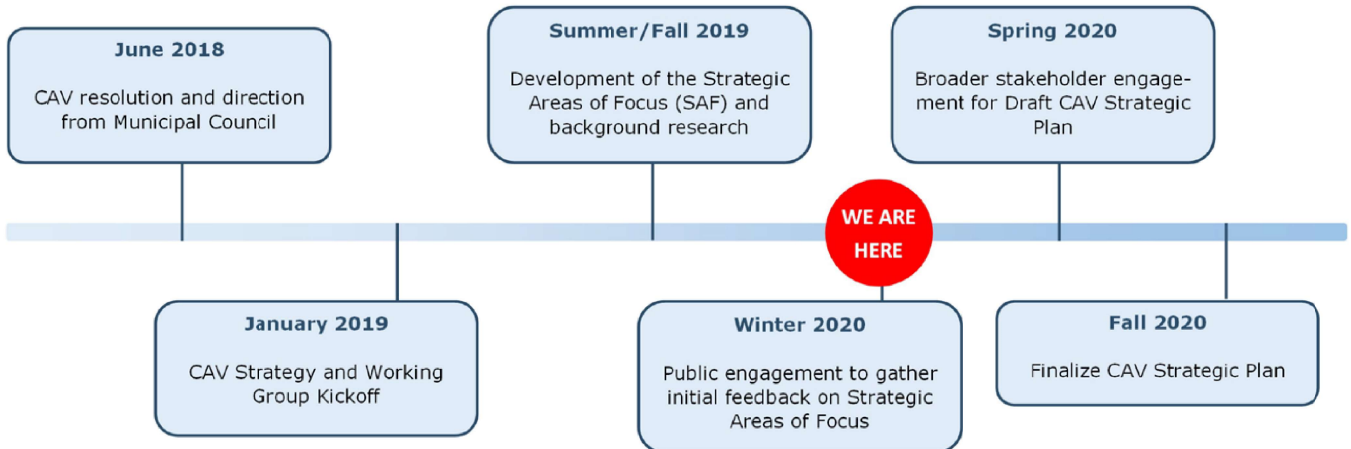 June 2018
CAV resolution and direction
from Municipal Council
Summer/Fall 2019
Development of the Strategic
Areas of Focus (SAF) and
background research
Spring 2020
Broader stakeholder engage-
ment for Draft CAV Strategic
Plan
WE ARE
HERE
January 2019
CAV Strategy and Working
Group Kickoff
Winter 2020
Public engagement to gather
initial feedback on Strategic
Areas of Focus
Fall 2020
Finalize CAV Strategic Plan